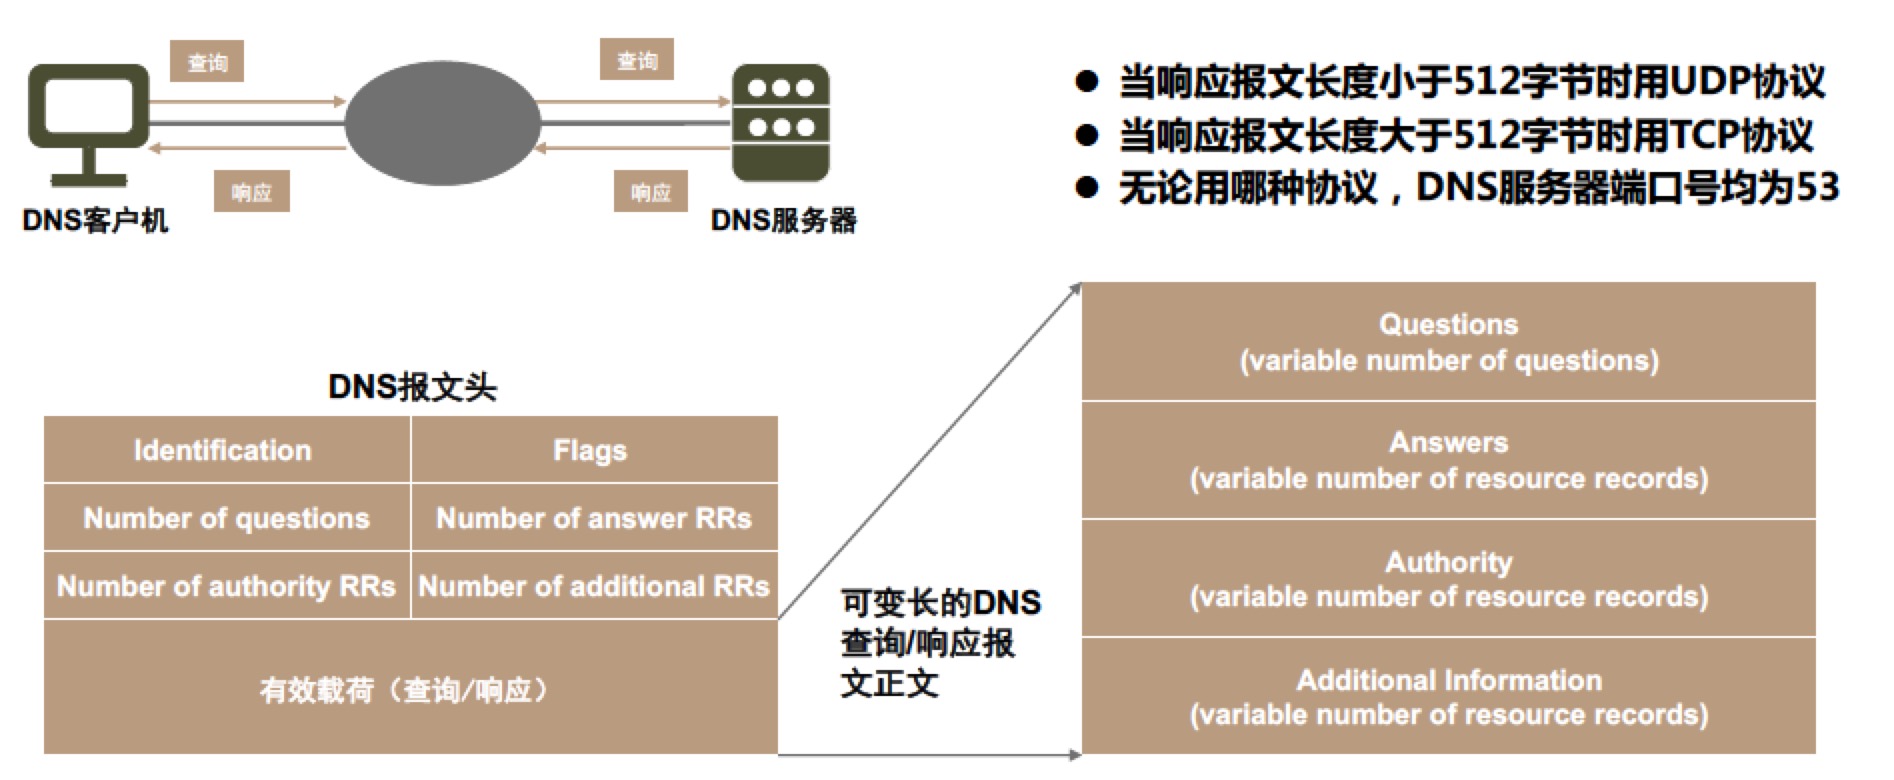 查询
查询
响应
响应
DNS客户机
DNS服务器
● 当响应报文长度小于512字节时用UDP协议
● 当响应报文长度大于512字节时用TCP协议
● 无论用哪种协议，DNS服务器端口号均为53
DNS报文头
Identification
Flags
Number of questions
Number of answer RRs
Number of authority RRs
Number of additional RRs
有效载荷（查询/响应）
可变长的DNS
查询/响应报
文正文
Questions
(variable number of questions)
Answers
(variable number of resource records)
Authority
(variable number of resource records)
Additional Information
(variable number of resource records)